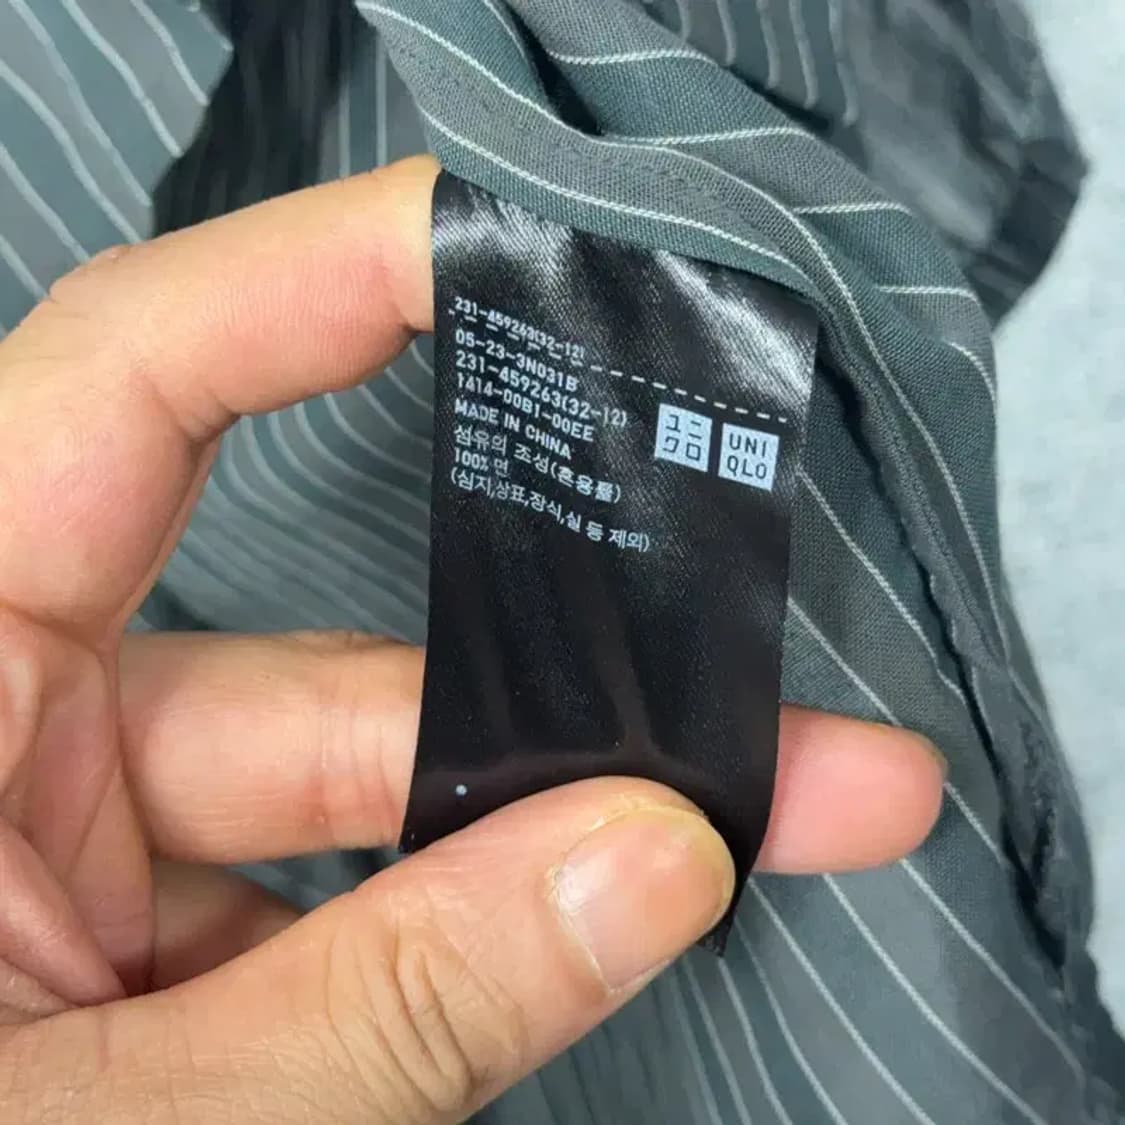 231-459263(32-12)
05-23-3N031B
231-459263(32-12)
1414-00B1-00EE
MADE IN CHINA
섬유의 조성(혼용률)
100% 면
(심지,상표,장식,실 등 제외)
ユニ
クロ
UNI
QLO